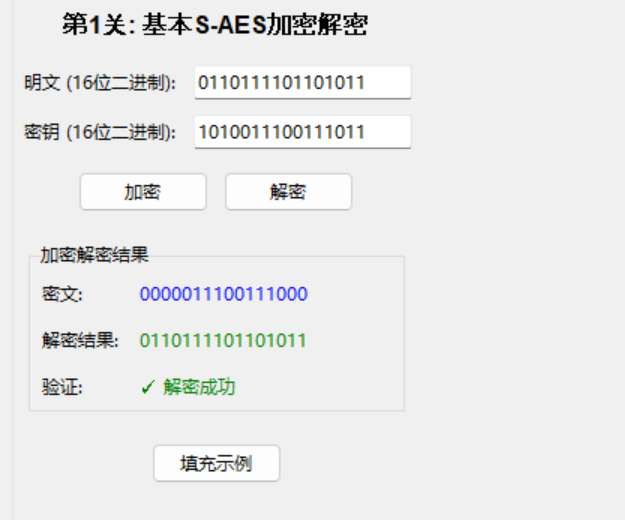 第1关: 基本S-AES加密解密
明文 (16位二进制): 0110111101101011
密钥 (16位二进制): 1010011100111011
加密 解密
加密解密结果
密文: 0000011100111000
解密结果: 0110111101101011
验证: ✓ 解密成功
填充示例